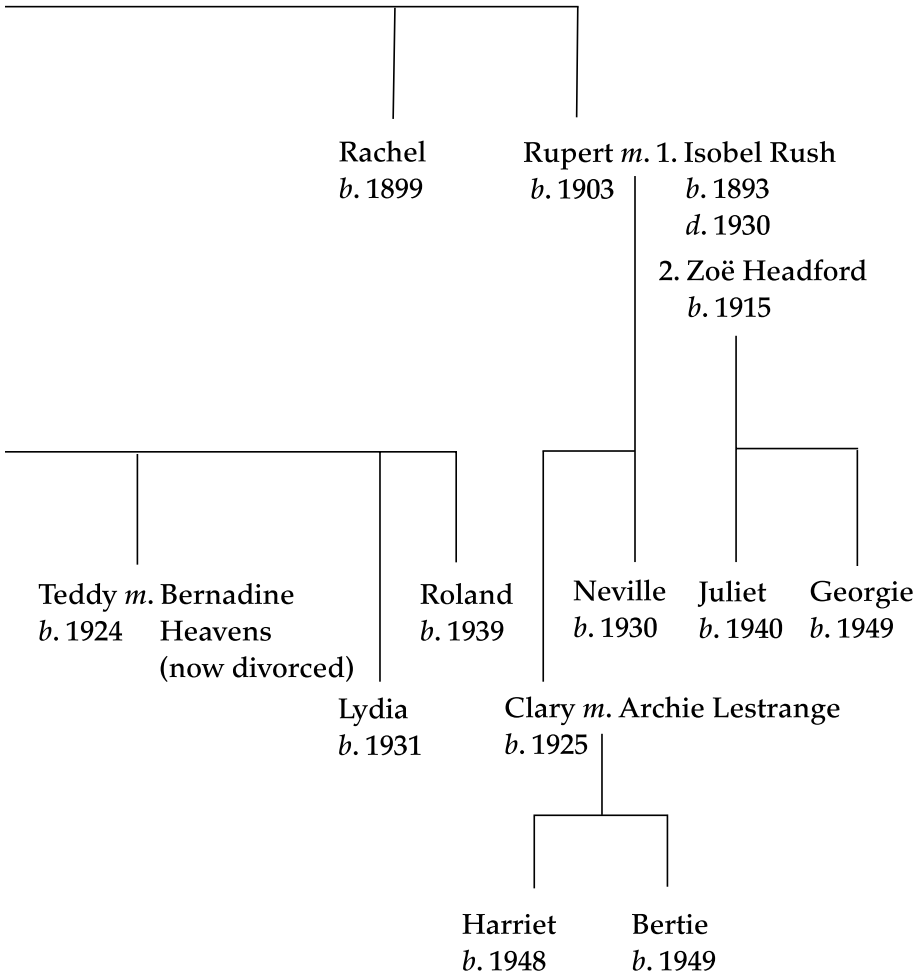 Rachel
b. 1899
Rupert m. 1. Isobel Rush
b. 1903
b. 1893
d. 1930
2. Zoë Headford
b. 1915
Teddy m. Bernadine
b. 1924
Heavens
(now divorced)
Roland
b. 1939
Neville
b. 1930
Juliet
b. 1940
Georgie
b. 1949
Lydia
b. 1931
Clary m. Archie Lestrange
b. 1925
Harriet
b. 1948
Bertie
b. 1949